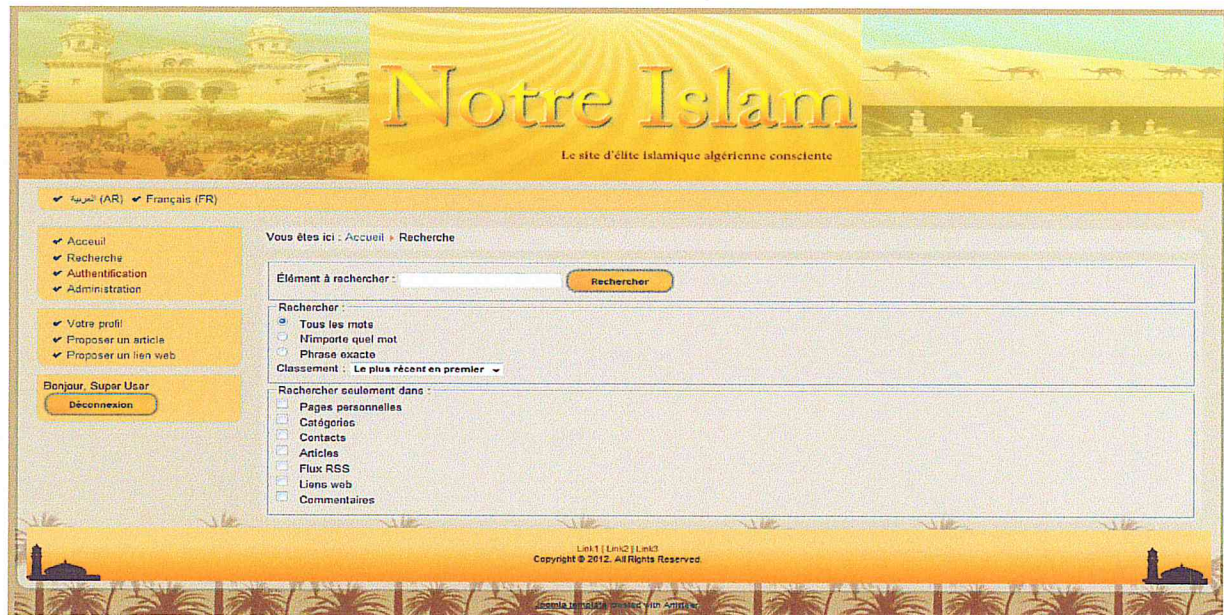 Notre Islam
Le site d'élite islamique algérienne consciente
العربية (AR) Français (FR)
Acceuil
Recherche
Authentification
Administration
Votre profil
Proposer un article
Proposer un lien web
Bonjour, Super User
Déconnexion
Vous êtes ici : Accueil Recherche
Élément à rechercher : Rechercher
Rechercher :
Tous les mots
N'importe quel mot
Phrase exacte
Classement : Le plus récent en premier
Rechercher seulement dans :
Pages personnelles
Catégories
Contacts
Articles
Flux RSS
Liens web
Commentaires
Link1 | Link2 | Link3
Copyright © 2012. All Rights Reserved.
Joomla template created with Artisteer.